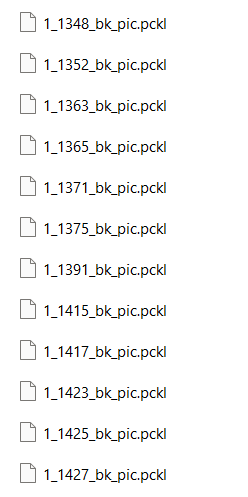 1_1348_bk_pic.pckl
1_1352_bk_pic.pckl
1_1363_bk_pic.pckl
1_1365_bk_pic.pckl
1_1371_bk_pic.pckl
1_1375_bk_pic.pckl
1_1391_bk_pic.pckl
1_1415_bk_pic.pckl
1_1417_bk_pic.pckl
1_1423_bk_pic.pckl
1_1425_bk_pic.pckl
1_1427_bk_pic.pckl